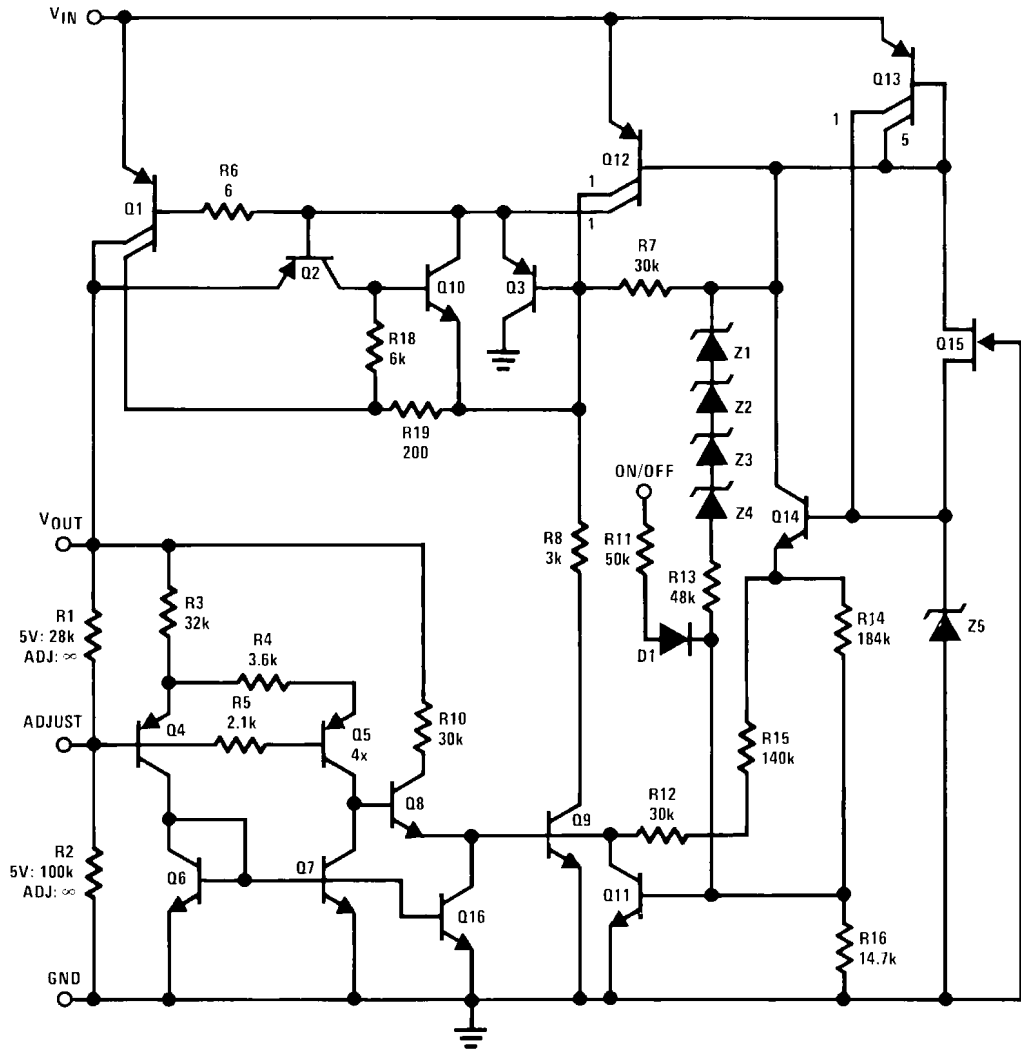 VIN
Q13
1
5
Q12
1
1
R6
6
Q1
Q2
Q10
Q3
R7
30k
R18
6k
Q15
Z1
Z2
Z3
Z4
R19
200
ON/OFF
Q14
VOUT
R8
3k
R11
50k
R13
48k
R3
32k
R1
5V: 28k
ADJ: ∞
R4
3.6k
D1
R14
184k
Z5
ADJUST
Q4
R5
2.1k
Q5
4x
R10
30k
R15
140k
Q8
Q9
R12
30k
R2
5V: 100k
ADJ: ∞
Q6
Q7
Q16
Q11
R16
14.7k
GND